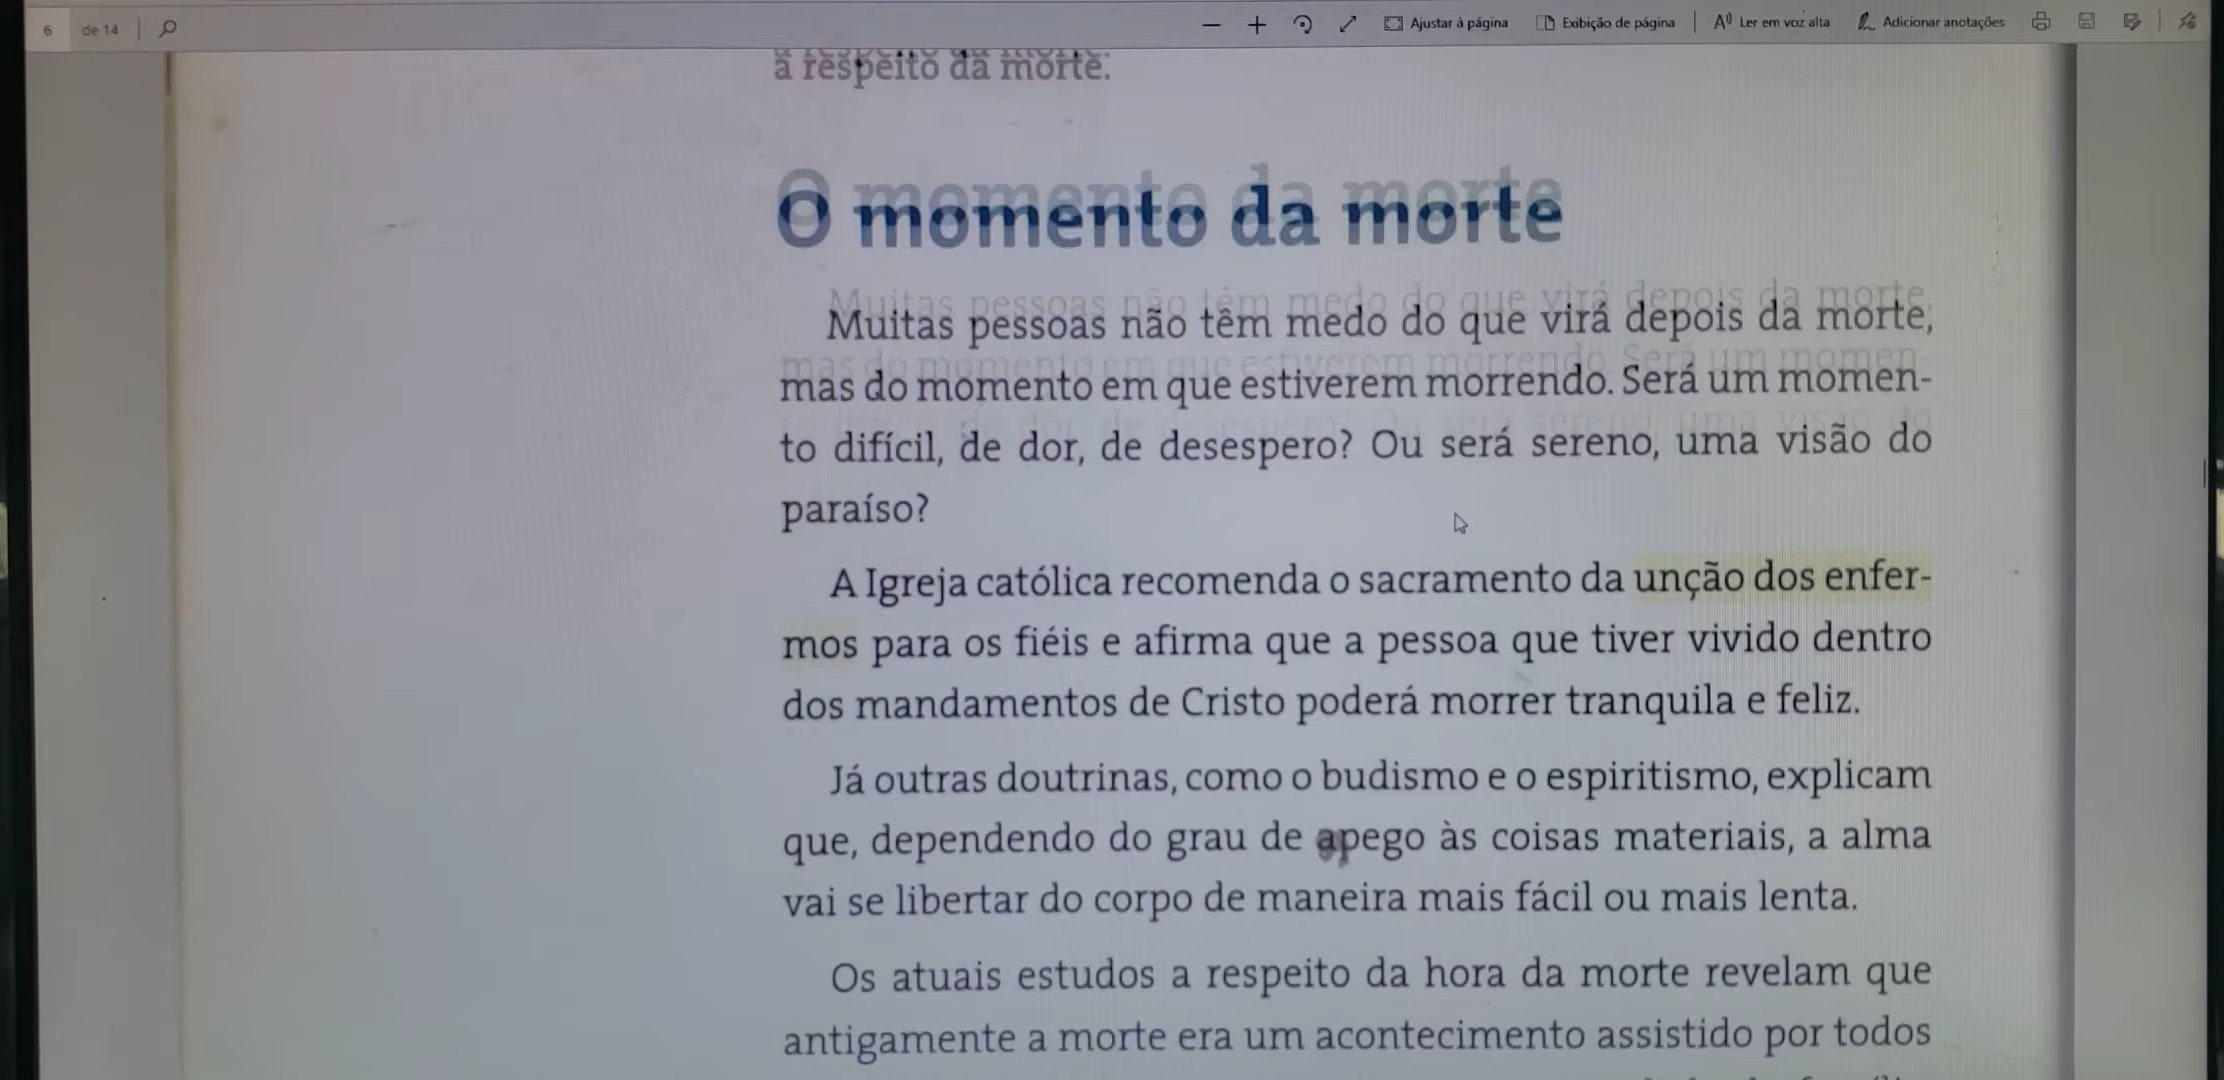 6 de 14 Ajustar à página Exibição de página Ler em voz alta Adicionar anotações
a respeito da morte.
O momento da morte
Muitas pessoas não têm medo do que virá depois da morte,
mas do momento em que estiverem morrendo. Será um momen-
to difícil, de dor, de desespero? Ou será sereno, uma visão do
paraíso?
A Igreja católica recomenda o sacramento da unção dos enfer-
mos para os fiéis e afirma que a pessoa que tiver vivido dentro
dos mandamentos de Cristo poderá morrer tranquila e feliz.
Já outras doutrinas, como o budismo e o espiritismo, explicam
que, dependendo do grau de apego às coisas materiais, a alma
vai se libertar do corpo de maneira mais fácil ou mais lenta.
Os atuais estudos a respeito da hora da morte revelam que
antigamente a morte era um acontecimento assistido por todos